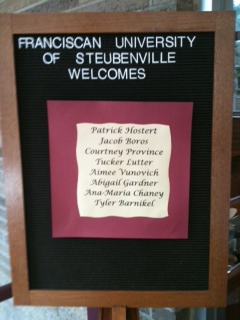 FRANCISCAN UNIVERSITY
OF STEUBENVILLE
WELCOMES
Patrick Hostert
Jacob Boros
Courtney Province
Tucker Lutter
Aimee Vunovich
Abigail Gardner
Ana-Maria Chaney
Tyler Barnikel